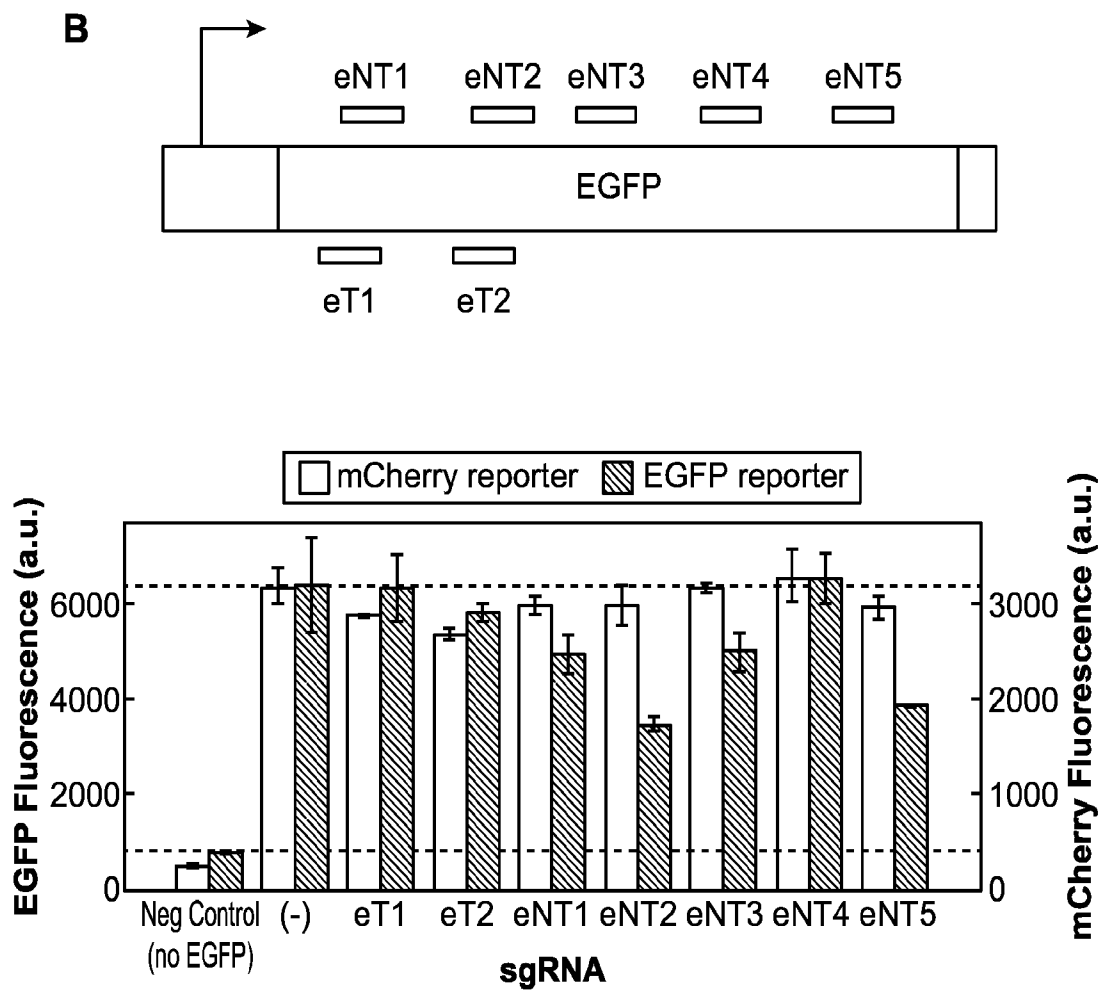 B
eNT1 eNT2 eNT3 eNT4 eNT5
EGFP
eT1 eT2
mCherry reporter EGFP reporter
EGFP Fluorescence (a.u.)
6000
4000
2000
0
mCherry Fluorescence (a.u.)
3000
2000
1000
0
Neg Control (-) eT1 eT2 eNT1 eNT2 eNT3 eNT4 eNT5
(no EGFP)
sgRNA